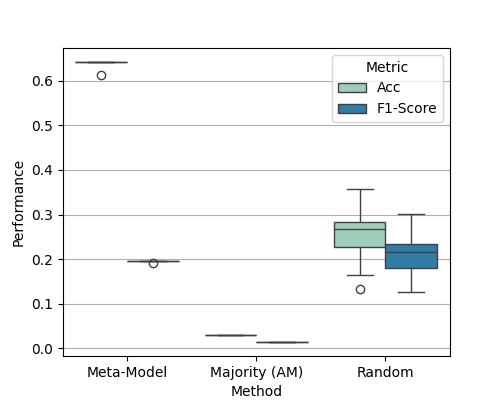 Metric
Acc
F1-Score
0.6
0.5
0.4
0.3
0.2
0.1
0.0
Performance
Meta-Model
Majority (AM)
Random
Method